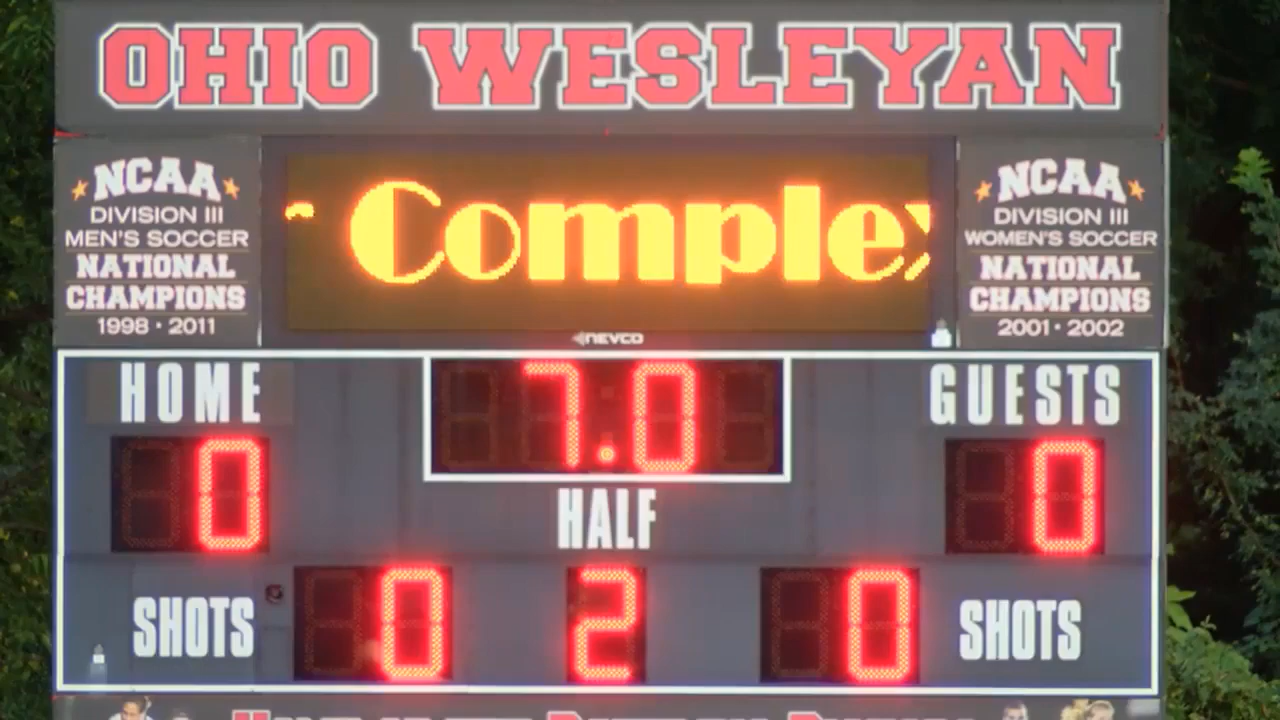 OHIO WESLEYAN
NCAA
DIVISION III
MEN'S SOCCER
NATIONAL
CHAMPIONS
1998 · 2011
Complex
NCAA
DIVISION III
WOMEN'S SOCCER
NATIONAL
CHAMPIONS
2001 · 2002
NEVCO
HOME
7.0
GUESTS
0
0
HALF
SHOTS
0
2
0
SHOTS